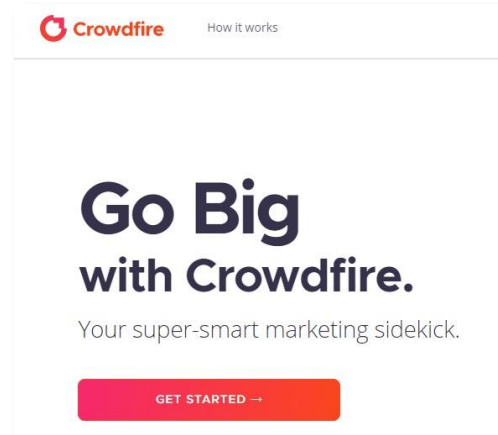 Crowdfire How it works
Go Big
with Crowdfire.
Your super-smart marketing sidekick.
GET STARTED →